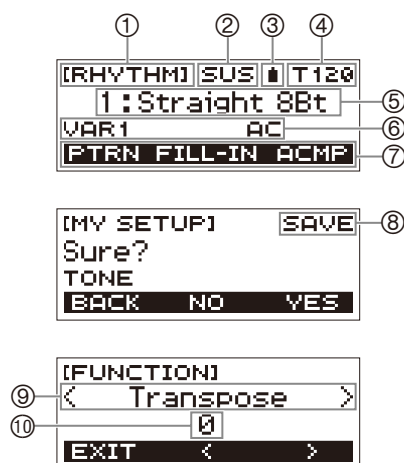 ① ② ③ ④
[RHYTHM] SUS T120
1:Straight 8Bt ⑤
VAR1 AC ⑥
PTRN FILL-IN ACMP ⑦
[MY SETUP] SAVE ⑧
Sure?
TONE
BACK NO YES
[FUNCTION]
⑨ < Transpose >
⑩ 0
EXIT < >